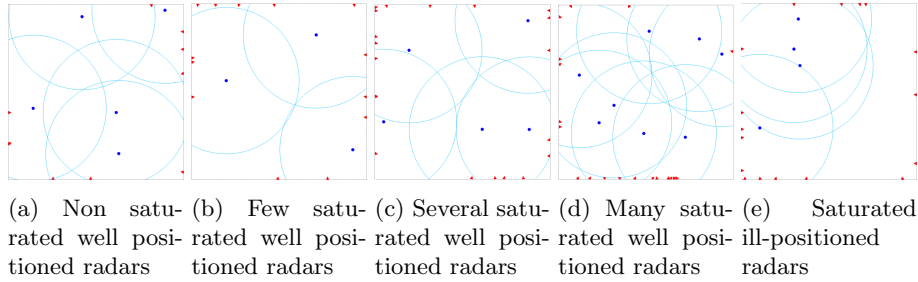 (a) Non satu-
rated well posi-
tioned radars
(b) Few satu-
rated well posi-
tioned radars
(c) Several satu-
rated well posi-
tioned radars
(d) Many satu-
rated well posi-
tioned radars
(e) Saturated
ill-positioned
radars